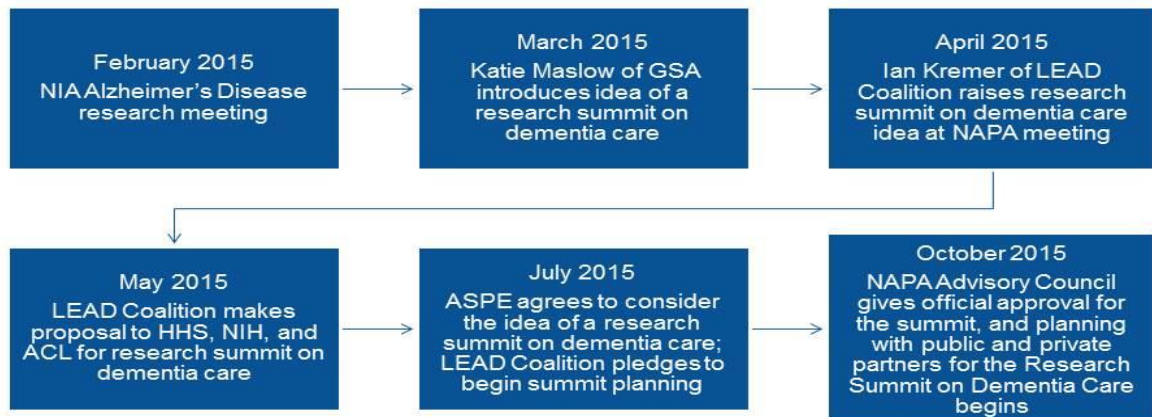 February 2015
NIA Alzheimer's Disease
research meeting
March 2015
Katie Maslow of GSA
introduces idea of a
research summit on
dementia care
April 2015
Ian Kremer of LEAD
Coalition raises research
summit on dementia care
idea at NAPA meeting
May 2015
LEAD Coalition makes
proposal to HHS, NIH, and
ACL for research summit on
dementia care
July 2015
ASPE agrees to consider
the idea of a research
summit on dementia care;
LEAD Coalition pledges to
begin summit planning
October 2015
NAPA Advisory Council
gives official approval for
the summit, and planning
with public and private
partners for the Research
Summit on Dementia Care
begins